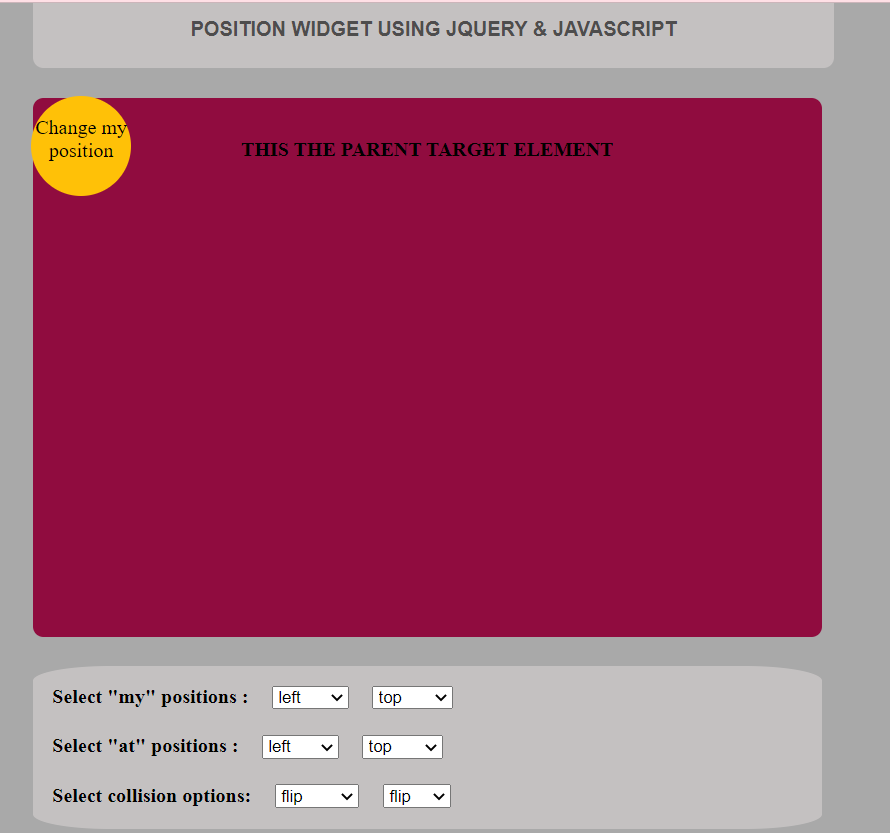 POSITION WIDGET USING JQUERY & JAVASCRIPT
Change my
position
THIS THE PARENT TARGET ELEMENT
Select "my" positions : left top
Select "at" positions : left top
Select collision options: flip flip